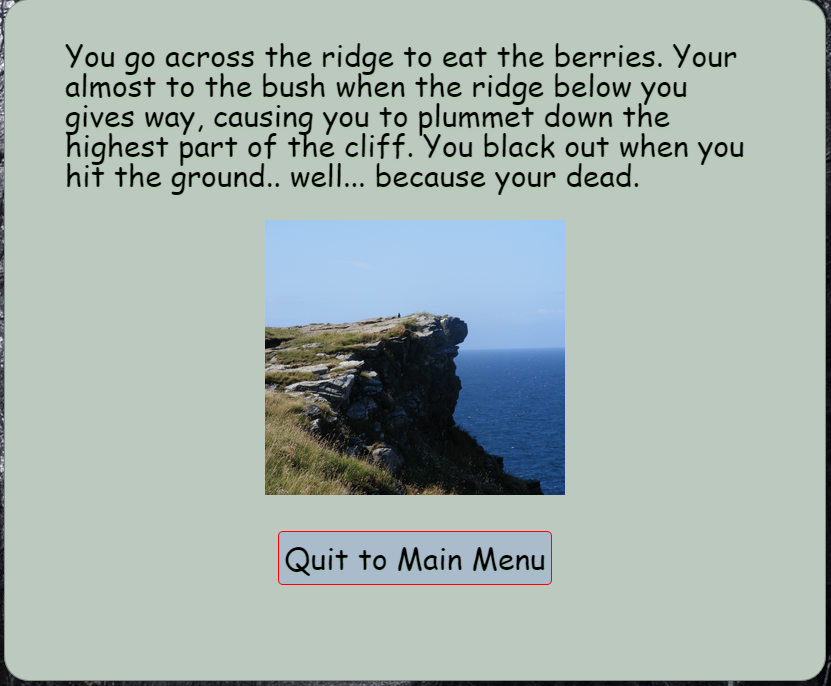 You go across the ridge to eat the berries. Your
almost to the bush when the ridge below you
gives way, causing you to plummet down the
highest part of the cliff. You black out when you
hit the ground.. well... because your dead.
Quit to Main Menu